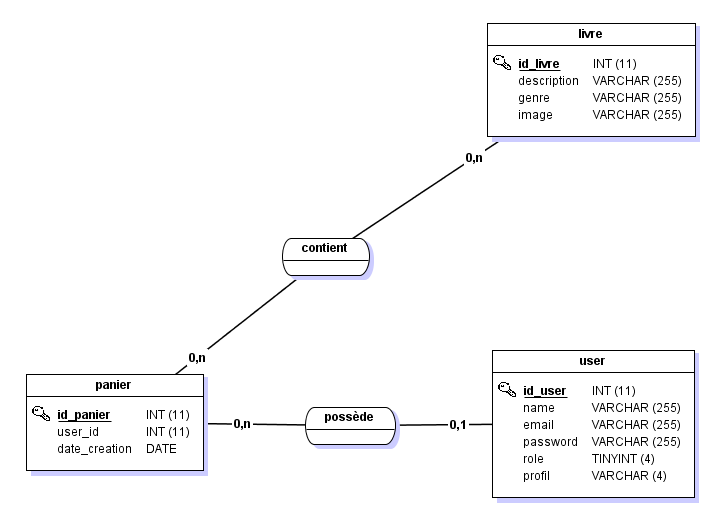 livre
id_livre INT (11)
description VARCHAR (255)
genre VARCHAR (255)
image VARCHAR (255)
0,n
contient
0,n
panier
id_panier INT (11)
user_id INT (11)
date_creation DATE
0,n
possède
0,1
user
id_user INT (11)
name VARCHAR (255)
email VARCHAR (255)
password VARCHAR (255)
role TINYINT (4)
profil VARCHAR (4)